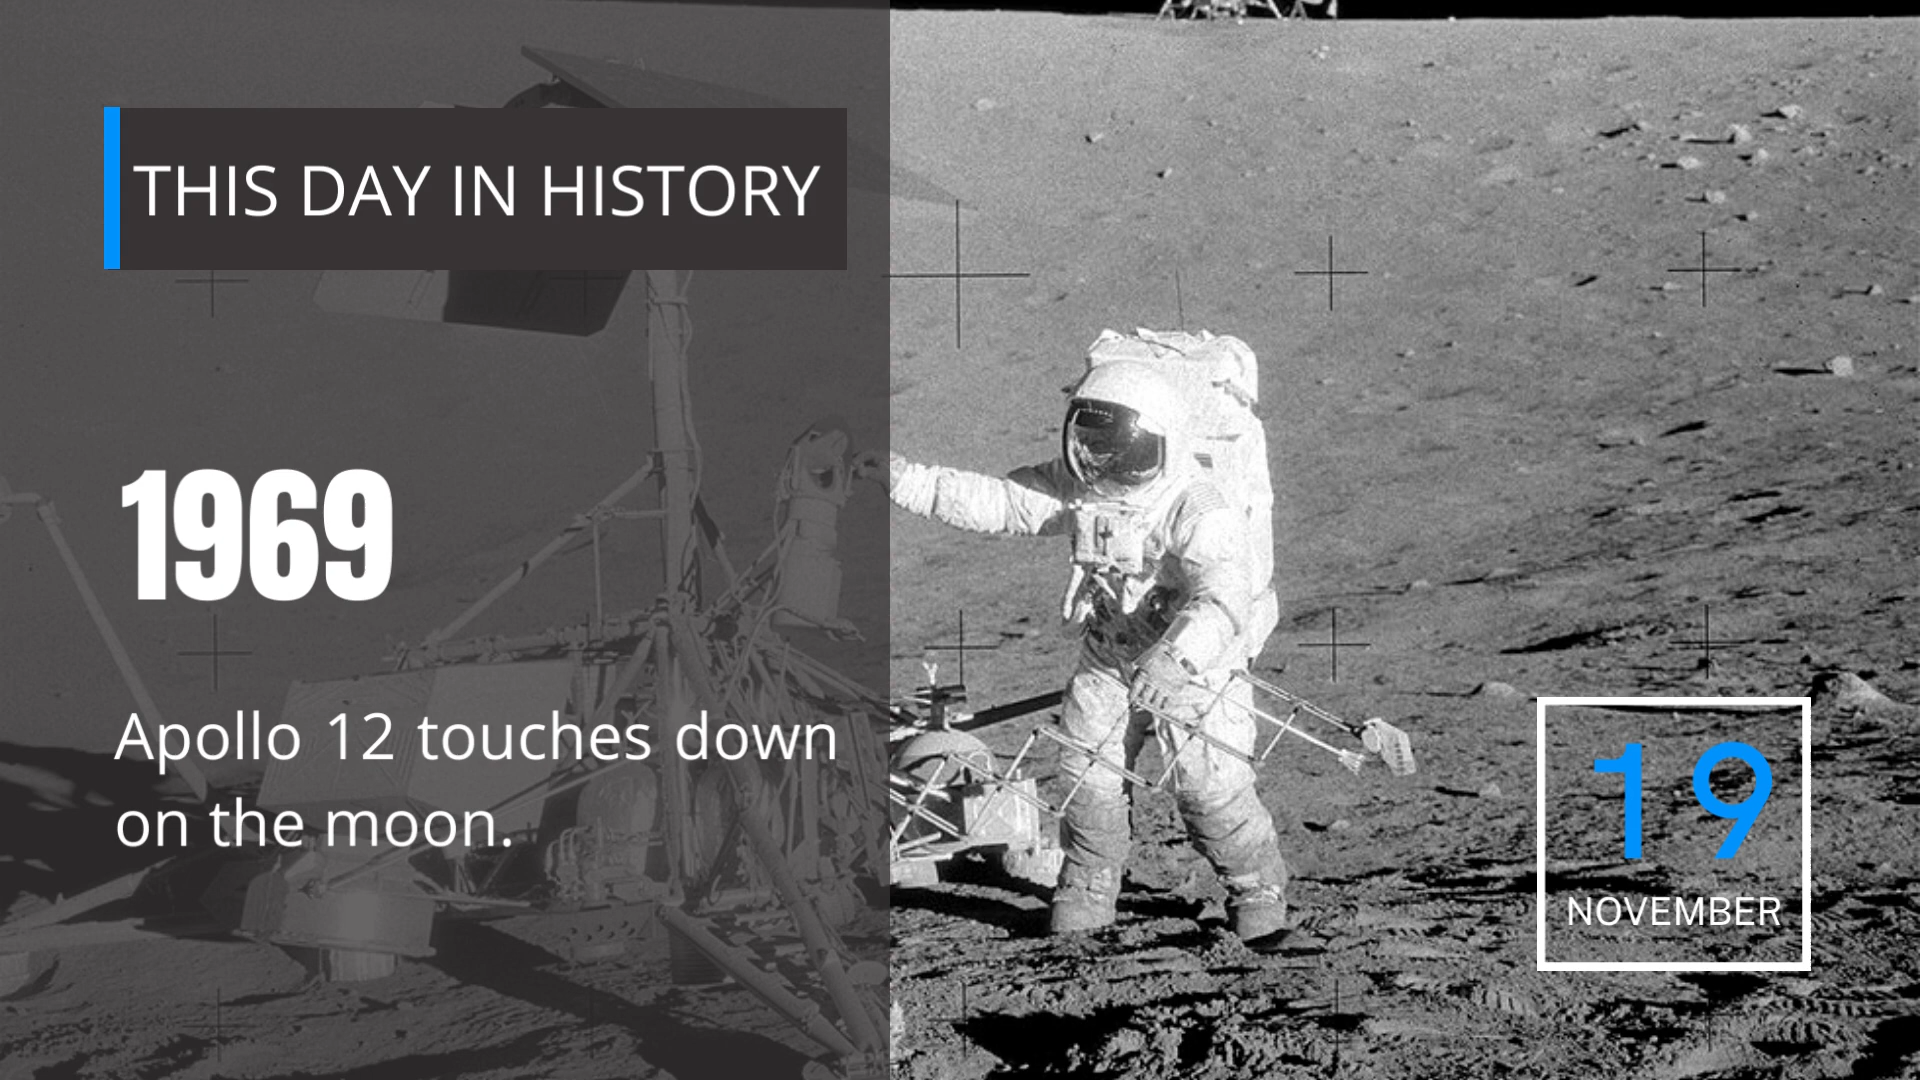 THIS DAY IN HISTORY
1969
Apollo 12 touches down
on the moon.
19
NOVEMBER